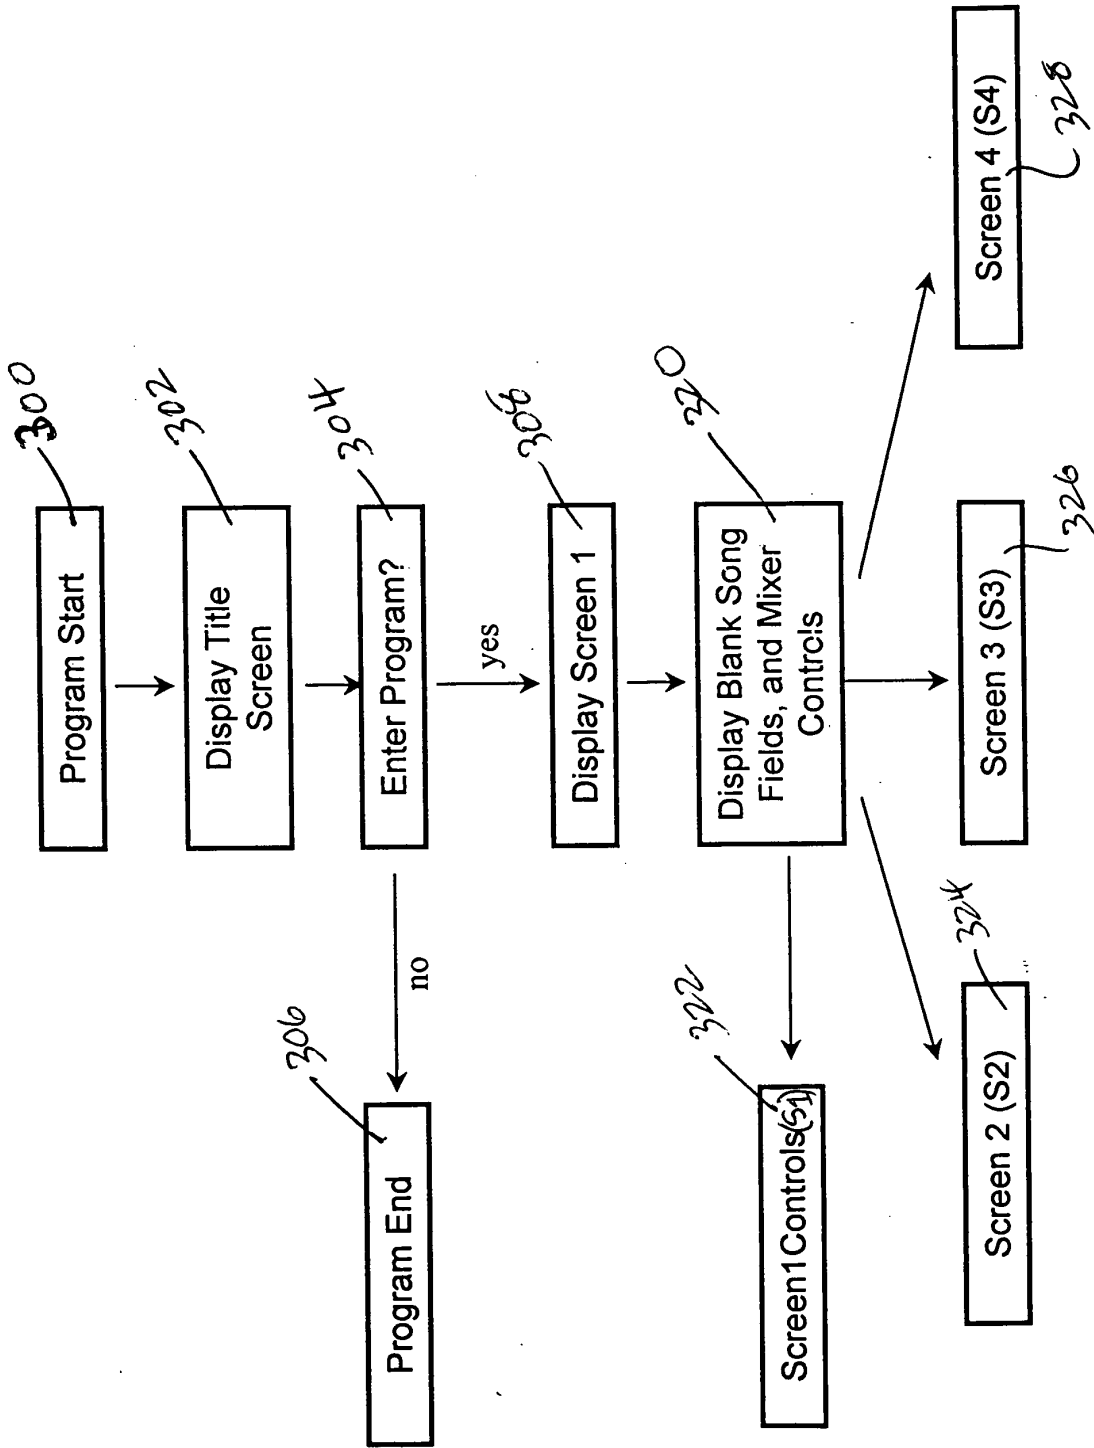 300
Program Start
302
Display Title
Screen
304
Enter Program?
no
306
Program End
yes
Display Screen 1
320
Display Blank Song
Fields, and Mixer
Controls
322
Screen1Controls(S1)
324
Screen 2 (S2)
Screen 3 (S3)
326
Screen 4 (S4)
328